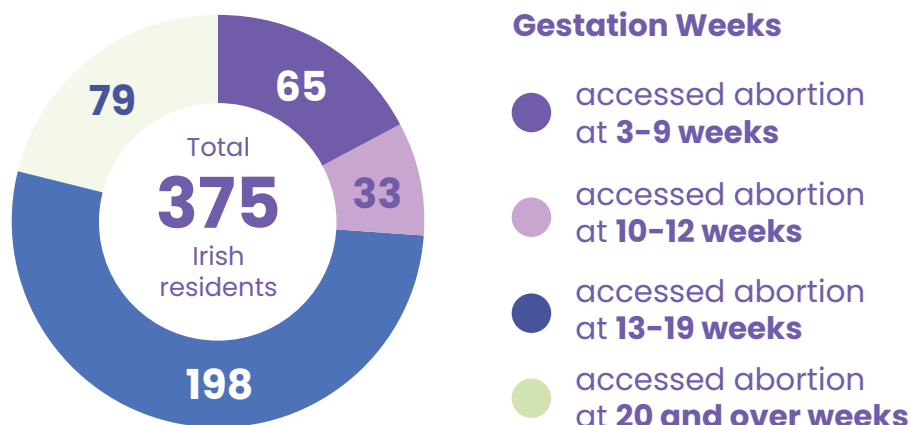 65
79
33
198
Total
375
Irish
residents
Gestation Weeks
accessed abortion
at 3-9 weeks
accessed abortion
at 10-12 weeks
accessed abortion
at 13-19 weeks
accessed abortion
at 20 and over weeks